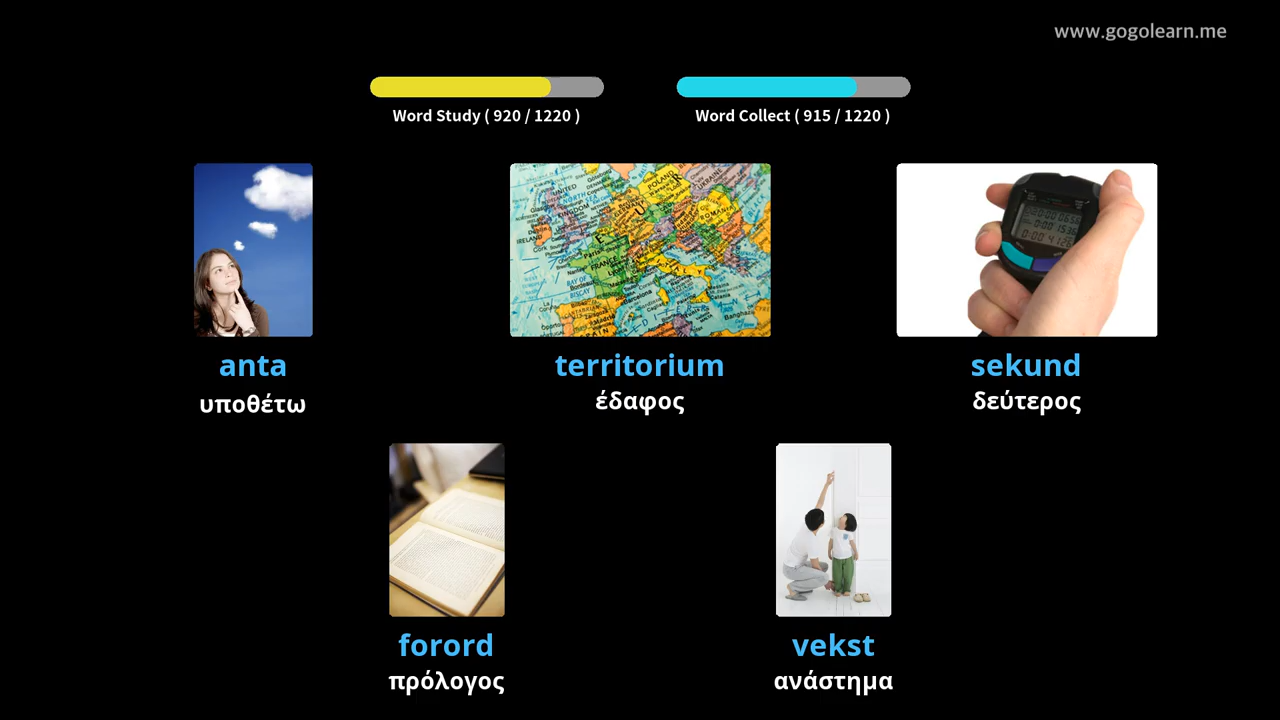 www.gogolearn.me
Word Study ( 920 / 1220 )
Word Collect ( 915 / 1220 )
anta
υποθέτω
territorium
έδαφος
sekund
δεύτερος
forord
πρόλογος
vekst
ανάστημα